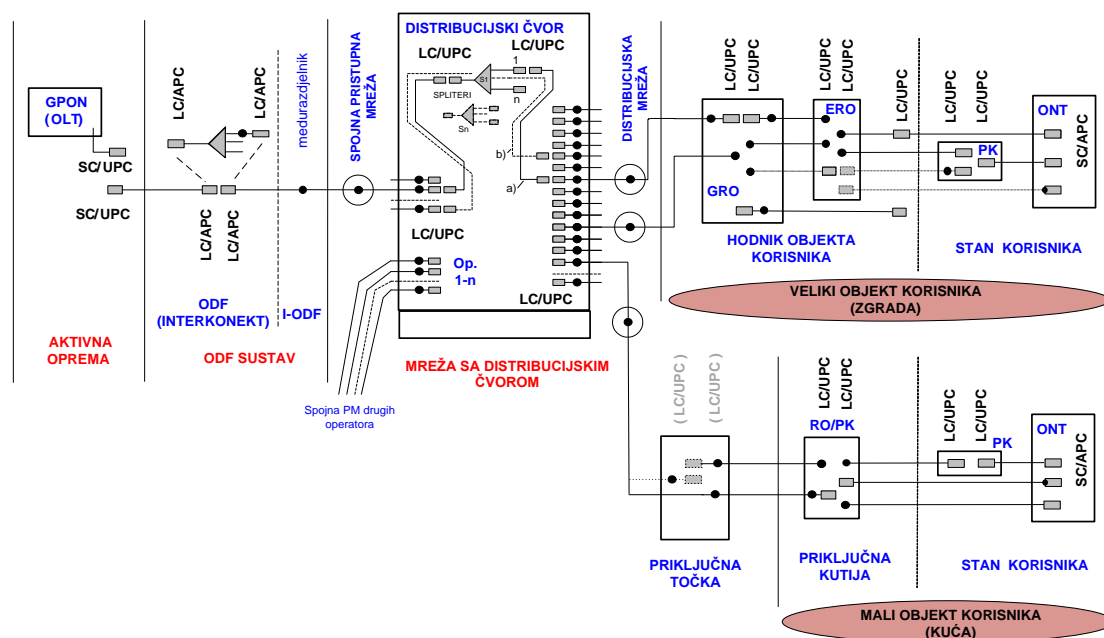 GPON
(OLT)
SC/UPC
SC/UPC
AKTIVNA
OPREMA
LC/APC
LC/APC
LC/APC
LC/APC
ODF
(INTERKONEKT)
ODF SUSTAV
međurazdjelnik
I-ODF
SPOJNA PRISTUPNA
MREŽA
DISTRIBUCIJSKI ČVOR
LC/UPC
LC/UPC
1
S1
n
SPLITERI
Sn
b)
a)
LC/UPC
Op.
1-n
LC/UPC
Spojna PM drugih
operatora
MREŽA SA DISTRIBUCIJSKIM
ČVOROM
DISTRIBUCIJSKA
MREŽA
LC/UPC
LC/UPC
LC/UPC
LC/UPC
LC/UPC
LC/UPC
LC/UPC
GRO
ERO
PK
ONT
SC/APC
HODNIK OBJEKTA
KORISNIKA
STAN KORISNIKA
VELIKI OBJEKT KORISNIKA
(ZGRADA)
(LC/UPC)
(LC/UPC)
LC/UPC
LC/UPC
LC/UPC
LC/UPC
RO/PK
PK
ONT
SC/APC
PRIKLJUČNA
TOČKA
PRIKLJUČNA
KUTIJA
STAN KORISNIKA
MALI OBJEKT KORISNIKA
(KUĆA)